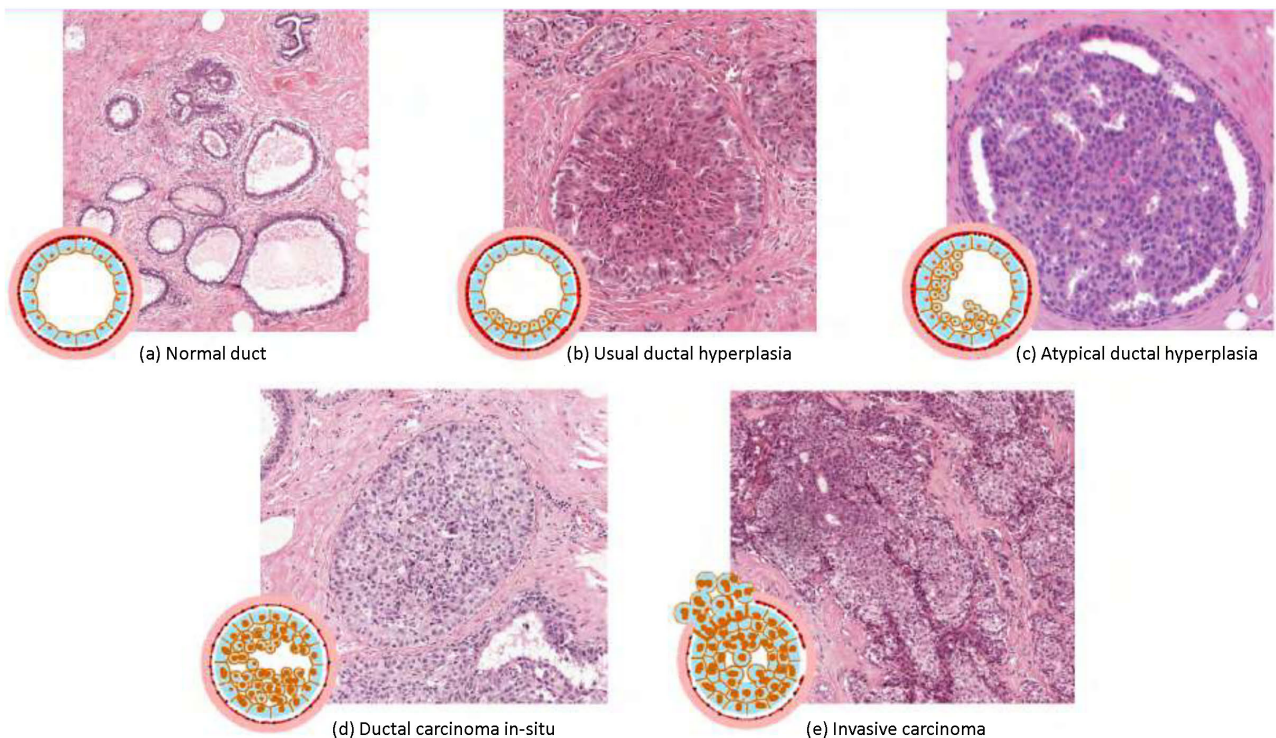 (a) Normal duct
(b) Usual ductal hyperplasia
(c) Atypical ductal hyperplasia
(d) Ductal carcinoma in-situ
(e) Invasive carcinoma